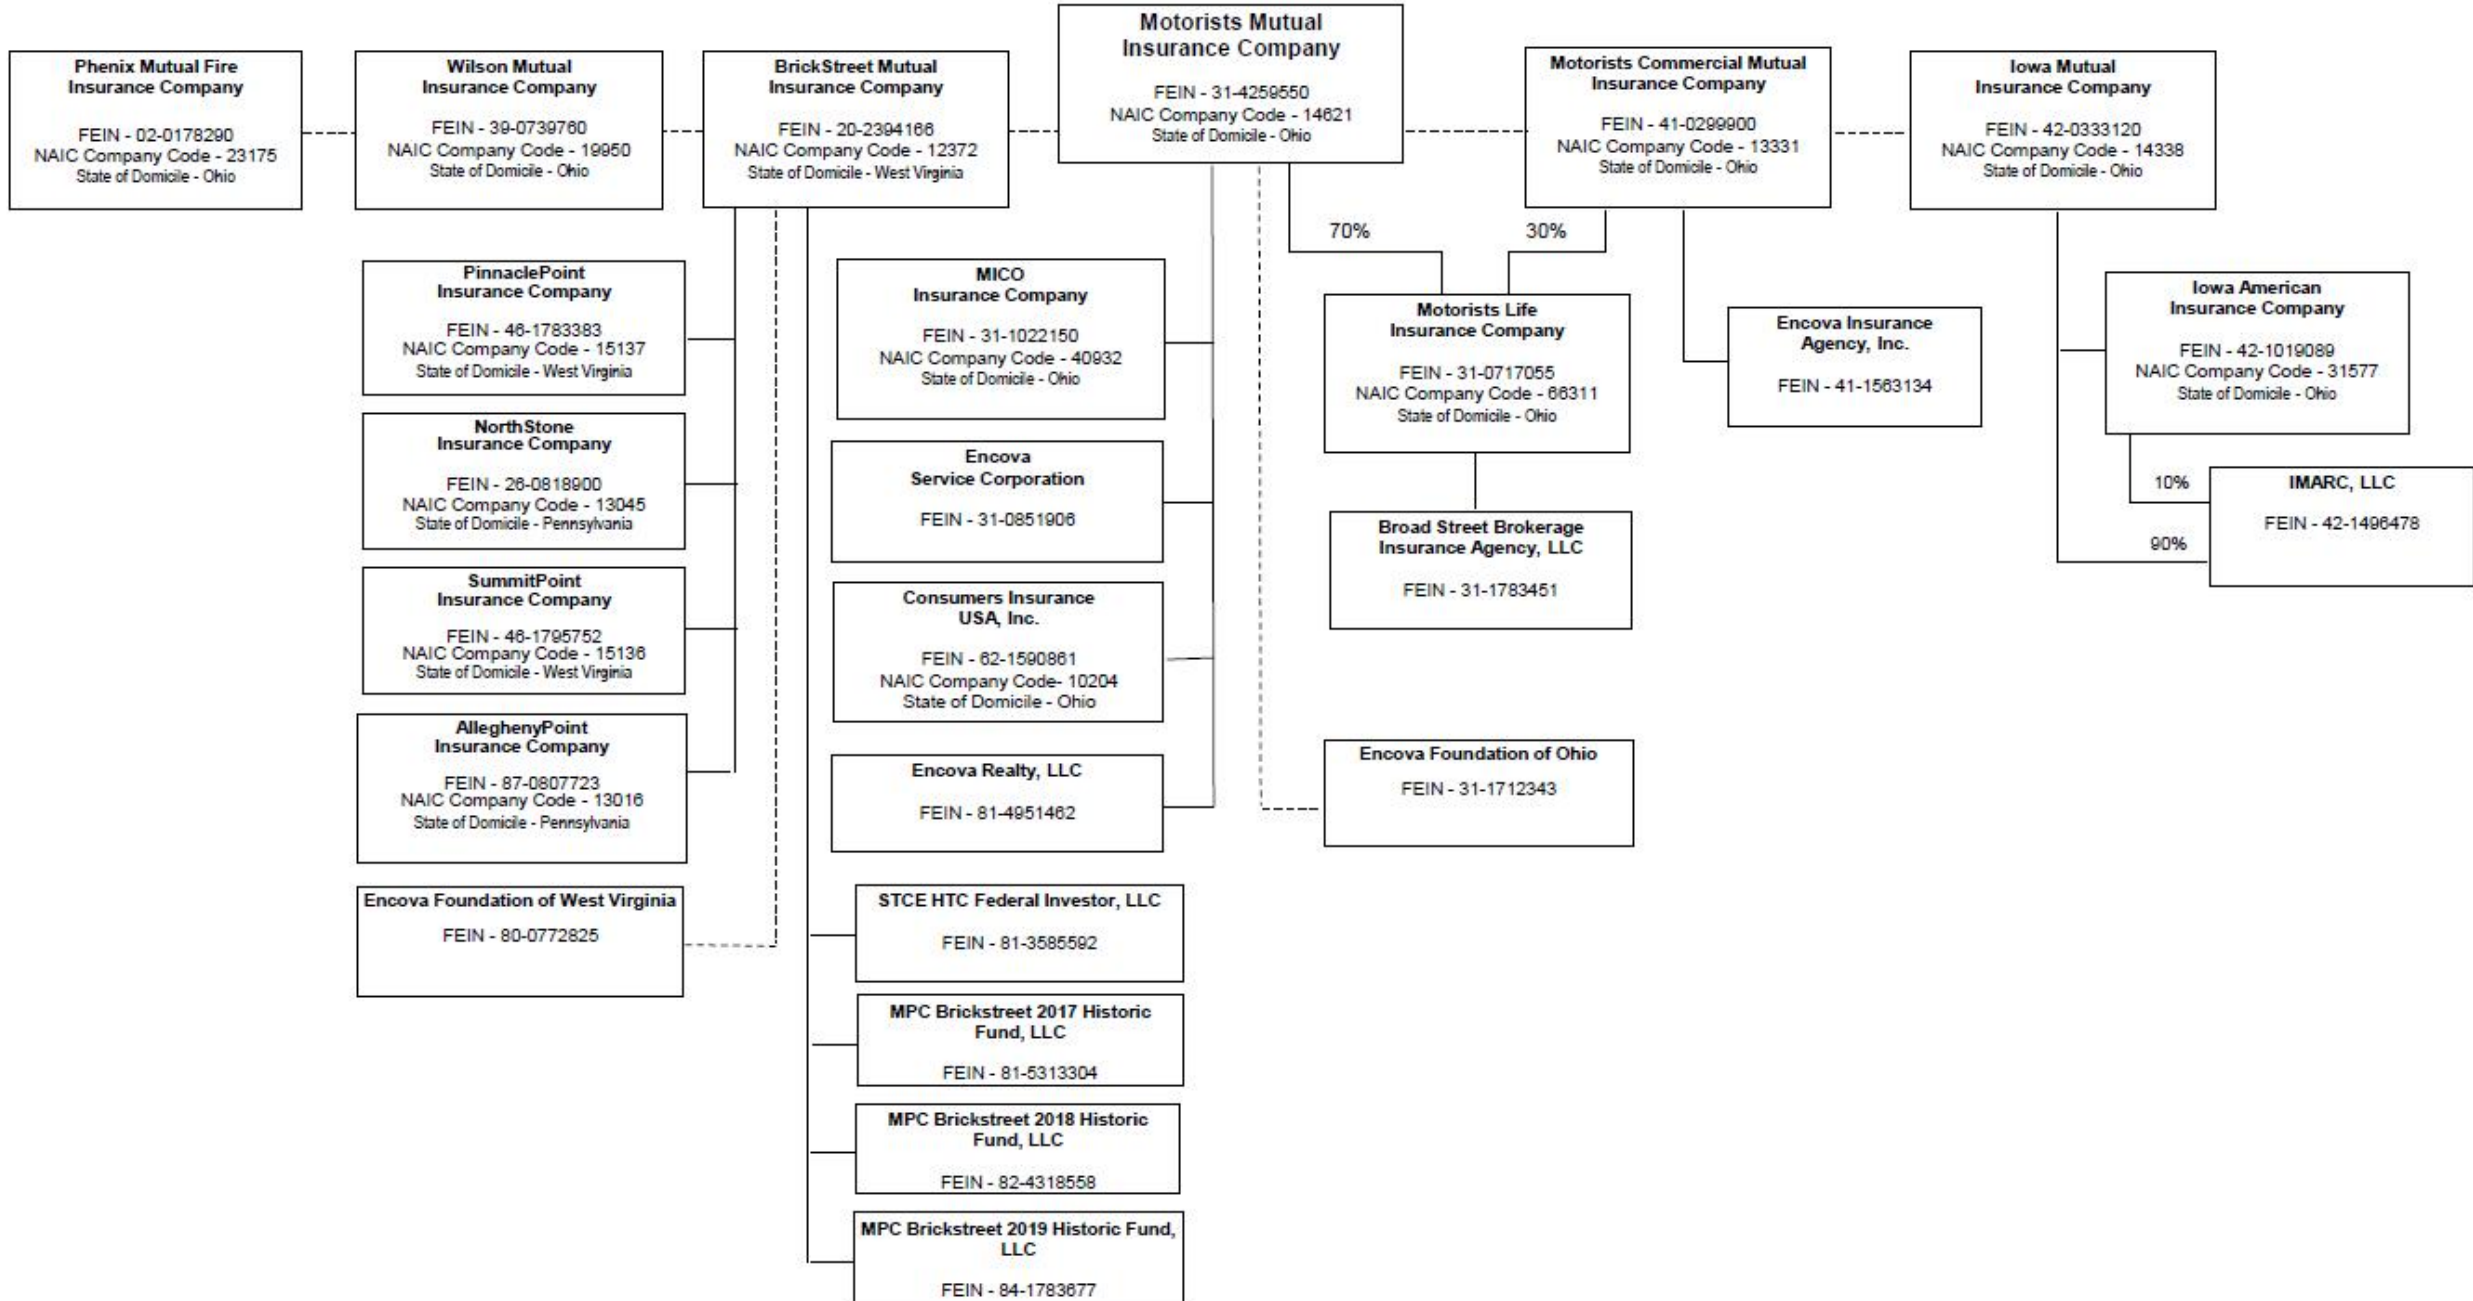 Motorists Mutual
Insurance Company
FEIN - 31-4259550
NAIC Company Code - 14621
State of Domicile - Ohio
Phenix Mutual Fire
Insurance Company
FEIN - 02-0178290
NAIC Company Code - 23175
State of Domicile - Ohio
Wilson Mutual
Insurance Company
FEIN - 39-0739760
NAIC Company Code - 19950
State of Domicile - Ohio
BrickStreet Mutual
Insurance Company
FEIN - 20-2394166
NAIC Company Code - 12372
State of Domicile - West Virginia
Motorists Commercial Mutual
Insurance Company
FEIN - 41-0299900
NAIC Company Code - 13331
State of Domicile - Ohio
Iowa Mutual
Insurance Company
FEIN - 42-0333120
NAIC Company Code - 14338
State of Domicile - Ohio
70%
30%
PinnaclePoint
Insurance Company
FEIN - 46-1783383
NAIC Company Code - 15137
State of Domicile - West Virginia
NorthStone
Insurance Company
FEIN - 26-0818900
NAIC Company Code - 13045
State of Domicile - Pennsylvania
SummitPoint
Insurance Company
FEIN - 46-1795752
NAIC Company Code - 15136
State of Domicile - West Virginia
AlleghenyPoint
Insurance Company
FEIN - 87-0807723
NAIC Company Code - 13016
State of Domicile - Pennsylvania
Encova Foundation of West Virginia
FEIN - 80-0772825
MICO
Insurance Company
FEIN - 31-1022150
NAIC Company Code - 40932
State of Domicile - Ohio
Encova
Service Corporation
FEIN - 31-0851906
Consumers Insurance
USA, Inc.
FEIN - 62-1590861
NAIC Company Code- 10204
State of Domicile - Ohio
Encova Realty, LLC
FEIN - 81-4951462
STCE HTC Federal Investor, LLC
FEIN - 81-3585592
MPC Brickstreet 2017 Historic
Fund, LLC
FEIN - 81-5313304
MPC Brickstreet 2018 Historic
Fund, LLC
FEIN - 82-4318558
MPC Brickstreet 2019 Historic Fund,
LLC
FEIN - 84-1783677
Motorists Life
Insurance Company
FEIN - 31-0717055
NAIC Company Code - 66311
State of Domicile - Ohio
Broad Street Brokerage
Insurance Agency, LLC
FEIN - 31-1783451
Encova Foundation of Ohio
FEIN - 31-1712343
Encova Insurance
Agency, Inc.
FEIN - 41-1563134
Iowa American
Insurance Company
FEIN - 42-1019089
NAIC Company Code - 31577
State of Domicile - Ohio
10%
90%
IMARC, LLC
FEIN - 42-1496478